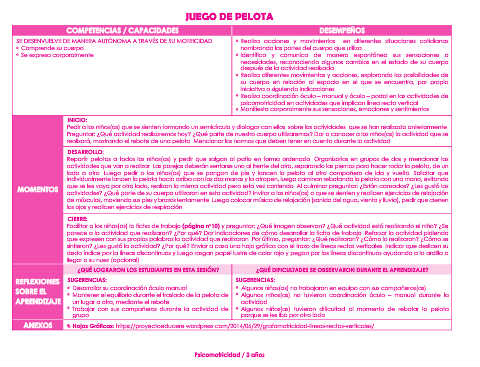 JUEGO DE PELOTA
COMPETENCIAS / CAPACIDADES
DESEMPEÑOS
SE DESENVUELVE DE MANERA AUTÓNOMA A TRAVÉS DE SU MOTRICIDAD
Comprende su cuerpo
Se expresa corporalmente
Realiza acciones y movimientos en diferentes situaciones cotidianas
nombrando las partes del cuerpo que utiliza
Identifica y comunica de manera espontánea sus sensaciones o
necesidades, reconociendo algunos cambios en el estado de su cuerpo
después de la actividad realizada
Realiza diferentes movimientos y acciones, explorando las posibilidades de
su cuerpo en relación al espacio en el que se encuentra, por propia
iniciativa o siguiendo indicaciones
Realiza coordinación óculo – manual y óculo – podal en las actividades de
psicomotricidad en actividades que implican línea recta vertical
Manifiesta corporalmente sus sensaciones, emociones y sentimientos
MOMENTOS
INICIO:
Pedir a los niños(as) que se sienten formando un semicírculo y dialogar con ellos sobre las actividades que se han realizado anteriormente.
Preguntar: ¿Qué actividad realizaremos hoy? ¿Qué parte de nuestro cuerpo utilizaremos? Dar a conocer a los niños(as) la actividad que se
realizará, mostrando el rebote de una pelota. Mencionar las normas que deben tener en cuenta durante la actividad
DESARROLLO:
Repartir pelotas a todos los niños(as) y pedir que salgan al patio en forma ordenada. Organizarlos en grupos de dos y mencionar las
actividades que van a realizar. Las parejas deberán sentarse uno al frente del otro, separando las piernas para hacer rodar la pelota, de un
lado a otro. Luego pedir a los niños(as) que se pongan de pie y lancen la pelota al otro compañero de ida y vuelta. Solicitar que
individualmente lancen la pelota hacia arriba con las manos y la atrapen. Luego caminan rebotando la pelota con una mano evitando
que se les vaya por otro lado, realizan la misma actividad pero esta vez corriendo. Al culminar preguntar: ¿Están cansados? ¿Les gustó las
actividades? ¿Qué parte de su cuerpo utilizaron en esta actividad? Invitar a los niños(as) a que se sienten y realizan ejercicios de relajación
de músculos, moviendo sus pies y brazos lentamente. Luego colocar música de relajación (sonido del agua, viento y lluvia), pedir que cierren
los ojos y realicen ejercicios de respiración
CIERRE:
Facilitar a los niños(as) la ficha de trabajo (página n°10) y preguntar: ¿Qué imagen observan? ¿Qué actividad está realizando el niño? ¿Se
parece a la actividad que realizaron? ¿Por qué? Dar indicaciones de cómo desarrollar la ficha de trabajo. Reforzar la actividad pidiendo
que expresen con sus propias palabras la actividad que realizaron. Por último, preguntar: ¿Qué realizaron? ¿Cómo lo realizaron? ¿Cómo se
sintieron? ¿Les gustó la actividad? ¿Por qué? Enviar a casa una hoja gráfica con el trazo de líneas rectas verticales. Indicar que deslicen su
dedo índice por la línea discontinua y luego rasgan papel lustre de color rojo y pegan por las líneas discontinuas ayudando a la ardilla a
llegar a su nuez (opcional)
REFLEXIONES
SOBRE EL
APRENDIZAJE
¿QUÉ LOGRARON LOS ESTUDIANTES EN ESTA SESIÓN?
¿QUÉ DIFICULTADES SE OBSERVARON DURANTE EL APRENDIZAJE?
SUGERENCIAS:
Desarrollar su coordinación óculo manual
Mantener el equilibrio durante el traslado de la pelota de
un lugar a otro, mediante el rebote
Trabajar con sus compañeros durante la actividad de
grupo
SUGERENCIAS:
Algunos niños(as) no trabajaron en equipo con sus compañeros(as)
Algunos niños(as) no tuvieron coordinación óculo – manual durante la
actividad
Algunos niños(as) tuvieron dificultad al momento de rebotar la pelota
porque se les iba por otro lado
ANEXOS
Hojas Gráficas: https://proyectoeducere.wordpress.com/2014/06/29/grafomotricidad-lineas-rectas-verticales/
Psicomotricidad / 3 años